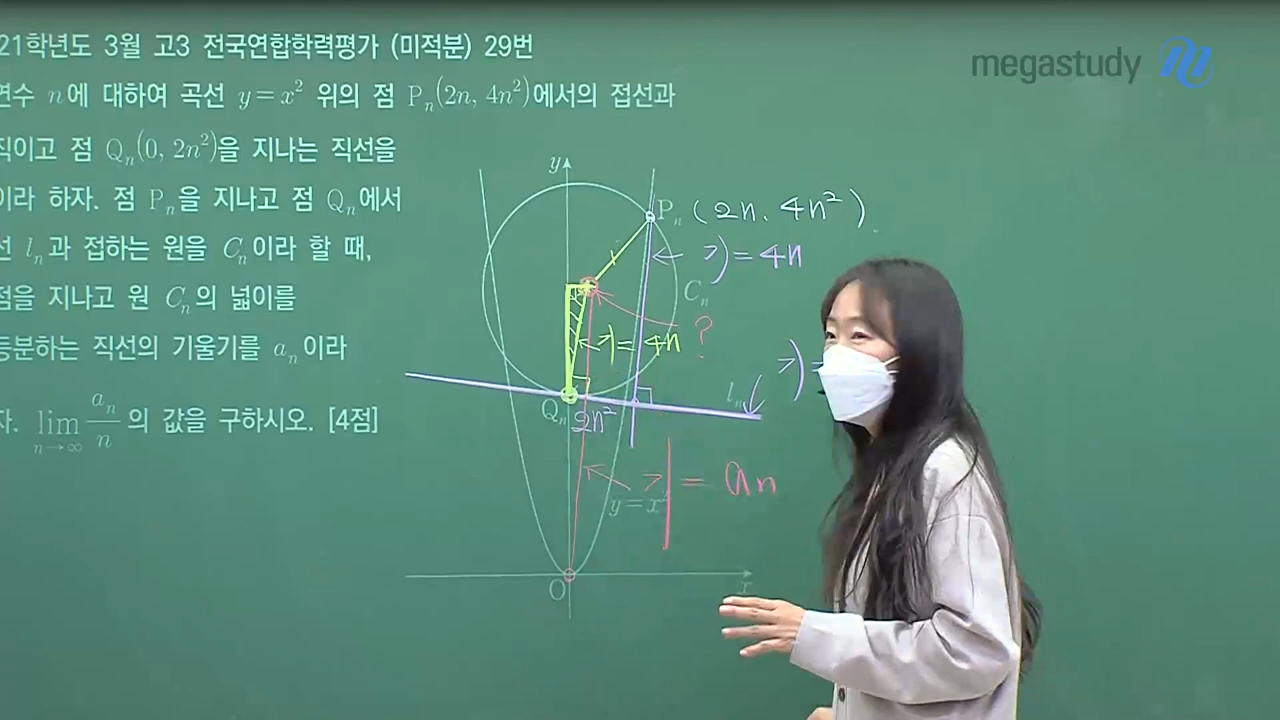 21학년도 3월 고3 전국연합학력평가 (미적분) 29번
megastudy
연수 n에 대하여 곡선 y=x² 위의 점 Pₙ(2n, 4n²)에서의 접선과
직이고 점 Qₙ(0, 2n²)을 지나는 직선을
이라 하자. 점 Pₙ을 지나고 점 Qₙ에서
선 lₙ과 접하는 원을 Cₙ이라 할 때,
점을 지나고 원 Cₙ의 넓이를
등분하는 직선의 기울기를 aₙ이라
자. lim n→∞ aₙ/n 의 값을 구하시오. [4점]
y
Pₙ (2n, 4n²)
기=4n
Cₙ
?
기=4n
기=
lₙ
Qₙ
2n²
기=aₙ
y=x²
O
x